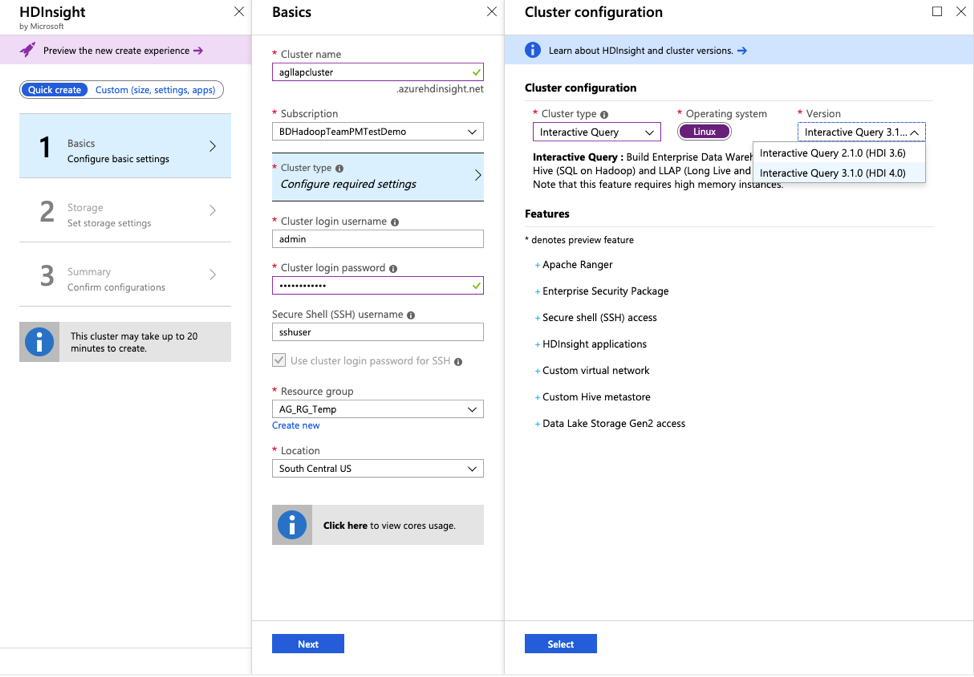 HDInsight
by Microsoft
Preview the new create experience →
Quick create
Custom (size, settings, apps)
1
Basics
Configure basic settings
2
Storage
Set storage settings
3
Summary
Confirm configurations
This cluster may take up to 20
minutes to create.
Basics
* Cluster name
agllapcluster
.azurehdinsight.net
* Subscription
BDHadoopTeamPMTestDemo
* Cluster type
Configure required settings
* Cluster login username
admin
* Cluster login password
••••••••••••
Secure Shell (SSH) username
sshuser
Use cluster login password for SSH
* Resource group
AG_RG_Temp
Create new
* Location
South Central US
Click here to view cores usage.
Next
Cluster configuration
Learn about HDInsight and cluster versions. →
Cluster configuration
* Cluster type
* Operating system
* Version
Interactive Query
Linux
Interactive Query 3.1...
Interactive Query 2.1.0 (HDI 3.6)
Interactive Query 3.1.0 (HDI 4.0)
Interactive Query : Build Enterprise Data Wareh
Hive (SQL on Hadoop) and LLAP (Long Live and
Note that this feature requires high memory instances.
Features
* denotes preview feature
+ Apache Ranger
+ Enterprise Security Package
+ Secure shell (SSH) access
+ HDInsight applications
+ Custom virtual network
+ Custom Hive metastore
+ Data Lake Storage Gen2 access
Select